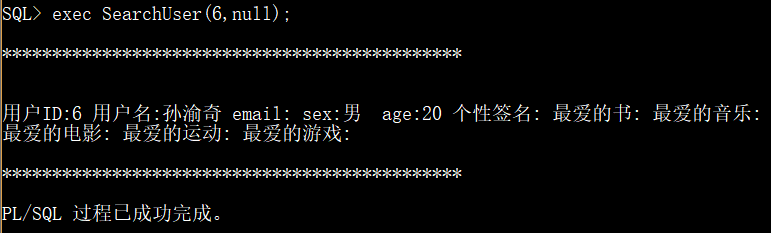 SQL> exec SearchUser(6,null);
**********************************************
用户ID:6 用户名:孙渝奇 email: sex:男  age:20 个性签名: 最爱的书: 最爱的音乐:
最爱的电影: 最爱的运动: 最爱的游戏:
**********************************************
PL/SQL 过程已成功完成。